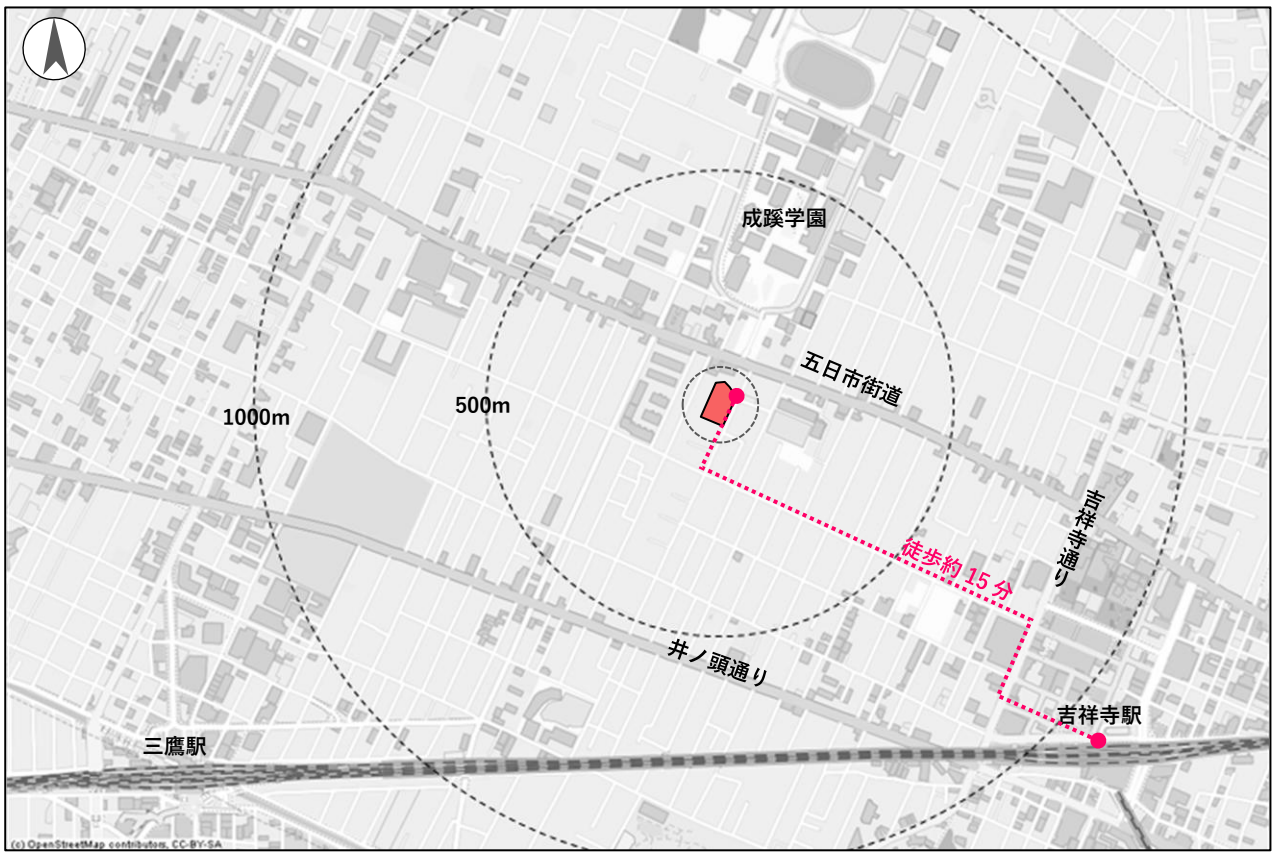 成蹊学園
五日市街道
500m
1000m
吉祥寺通り
徒歩約 15 分
井ノ頭通り
吉祥寺駅
三鷹駅
(c) OpenStreetMap contributors, CC-BY-SA